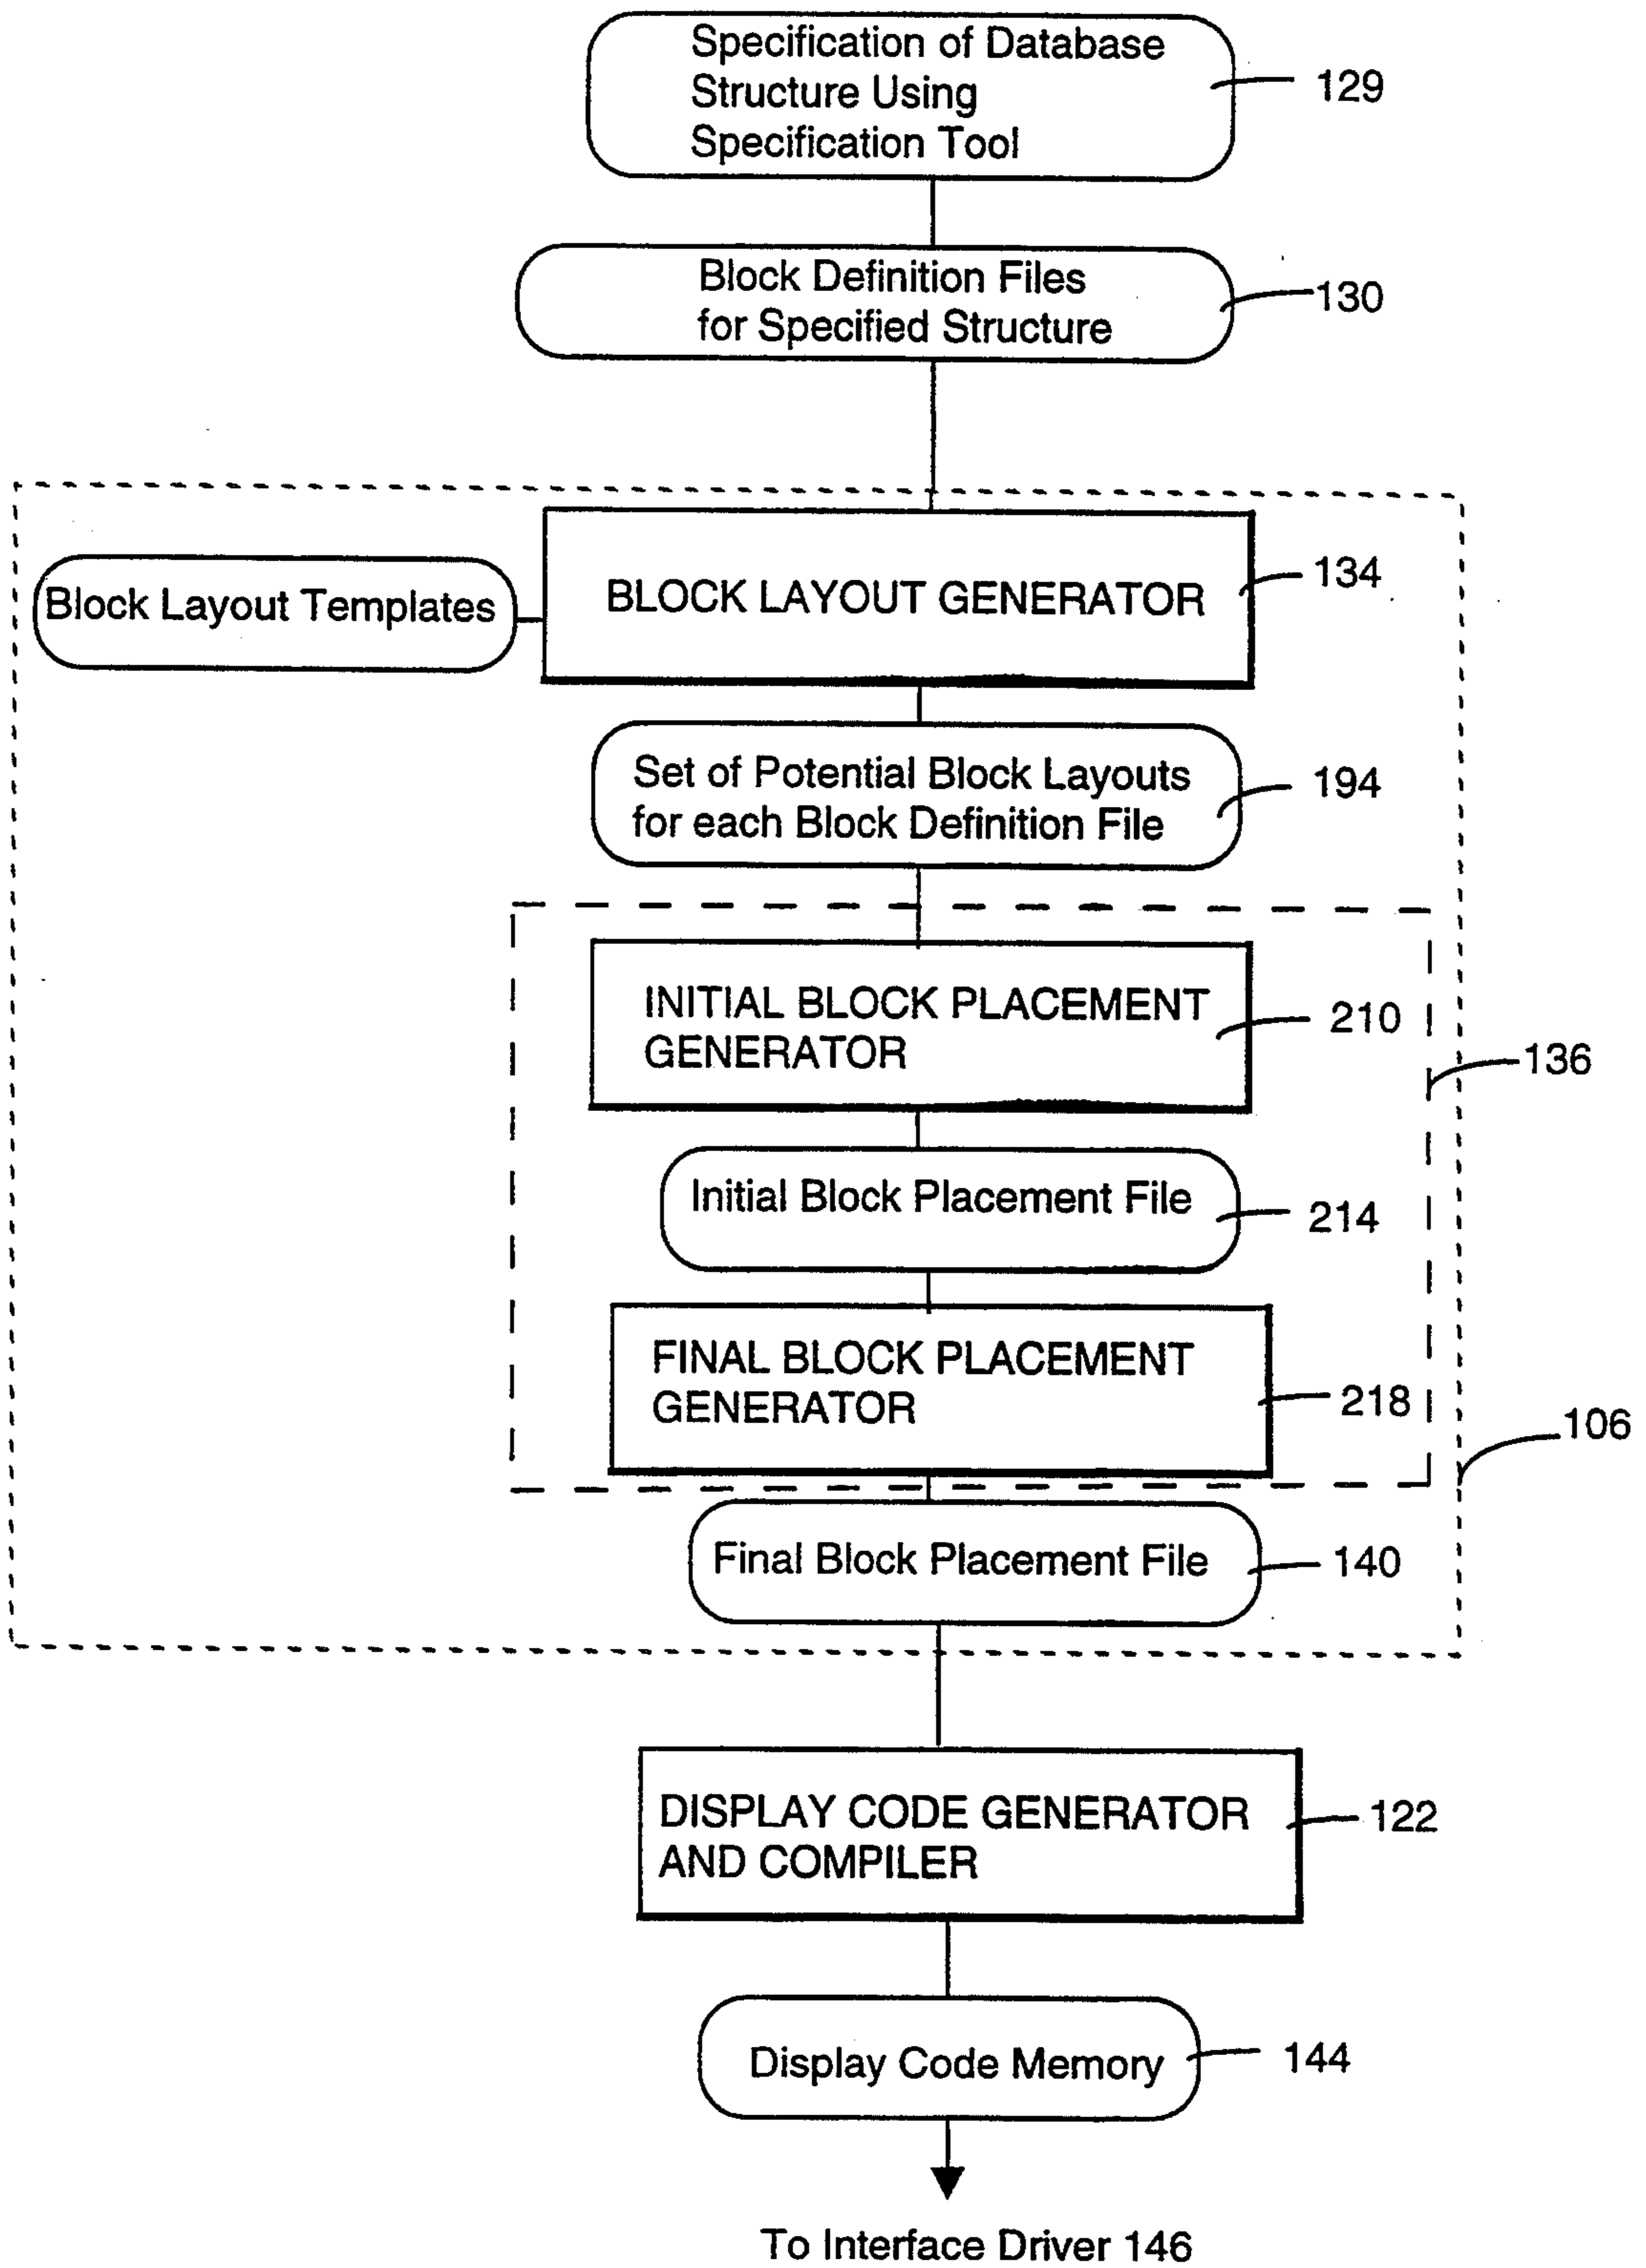 Specification of Database
Structure Using
Specification Tool
129
Block Definition Files
for Specified Structure
130
Block Layout Templates
BLOCK LAYOUT GENERATOR
134
Set of Potential Block Layouts
for each Block Definition File
194
INITIAL BLOCK PLACEMENT
GENERATOR
210
136
Initial Block Placement File
214
FINAL BLOCK PLACEMENT
GENERATOR
218
106
Final Block Placement File
140
DISPLAY CODE GENERATOR
AND COMPILER
122
Display Code Memory
144
To Interface Driver 146